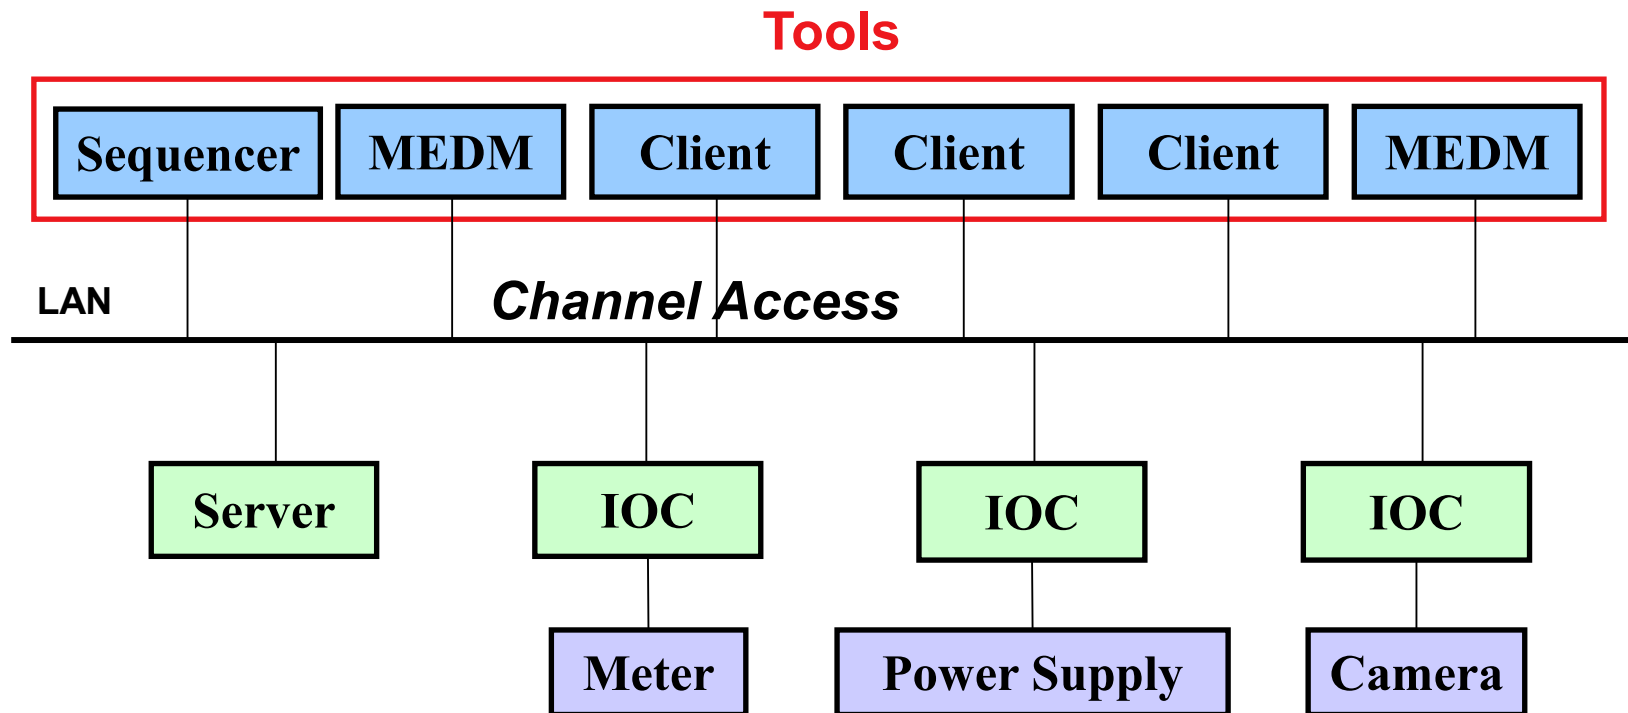 Tools
Sequencer MEDM Client Client Client MEDM
LAN Channel Access
Server IOC IOC IOC
Meter Power Supply Camera